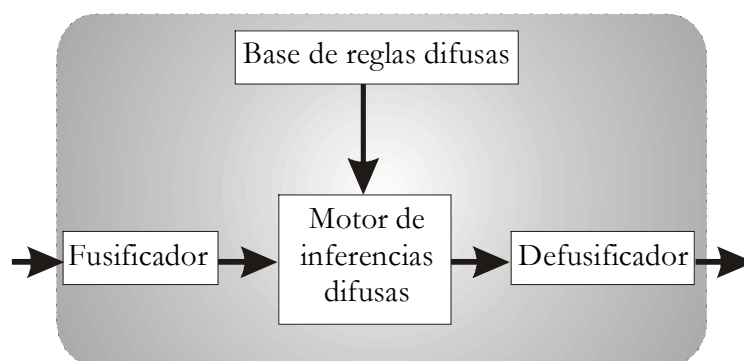 Base de reglas difusas
Fusificador
Motor de
inferencias
difusas
Defusificador